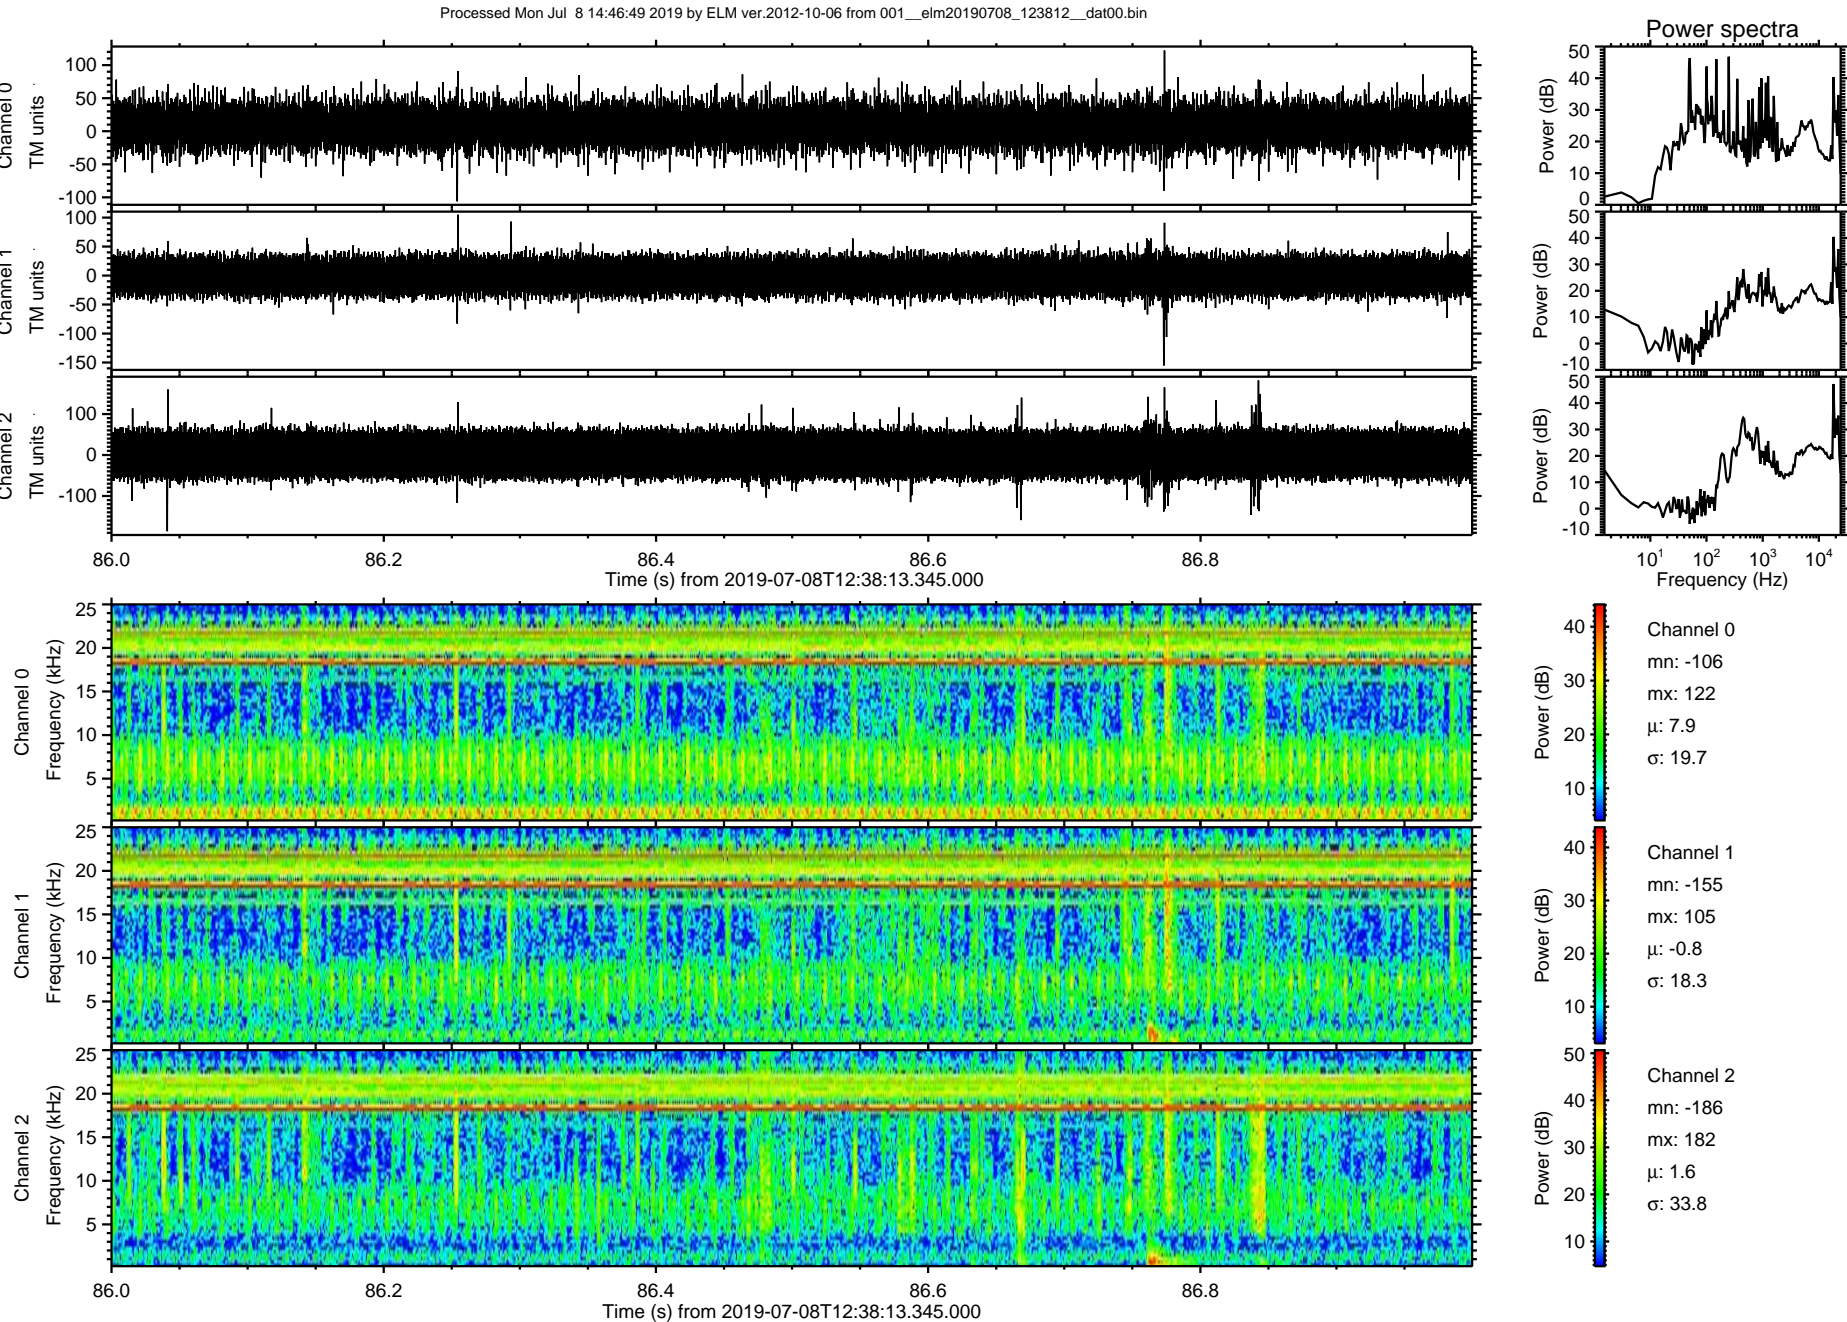 Processed Mon Jul  8 14:46:49 2019 by ELM ver.2012-10-06 from 001__elm20190708_123812__dat00.bin
Power spectra
Channel 0
TM units
100
50
0
-50
-100
Power (dB)
50
40
30
20
10
0
Channel 1
TM units
100
50
0
-50
-100
-150
Power (dB)
50
40
30
20
10
0
-10
Channel 2
TM units
100
0
-100
Power (dB)
50
40
30
20
10
0
-10
86.0 86.2 86.4 86.6 86.8
Time (s) from 2019-07-08T12:38:13.345.000
10¹ 10² 10³ 10⁴
Frequency (Hz)
Channel 0
Frequency (kHz)
25
20
15
10
5
Power (dB)
40
30
20
10
Channel 0
mn: -106
mx: 122
μ: 7.9
σ: 19.7
Channel 1
Frequency (kHz)
25
20
15
10
5
Power (dB)
40
30
20
10
Channel 1
mn: -155
mx: 105
μ: -0.8
σ: 18.3
Channel 2
Frequency (kHz)
25
20
15
10
5
Power (dB)
50
40
30
20
10
Channel 2
mn: -186
mx: 182
μ: 1.6
σ: 33.8
86.0 86.2 86.4 86.6 86.8
Time (s) from 2019-07-08T12:38:13.345.000